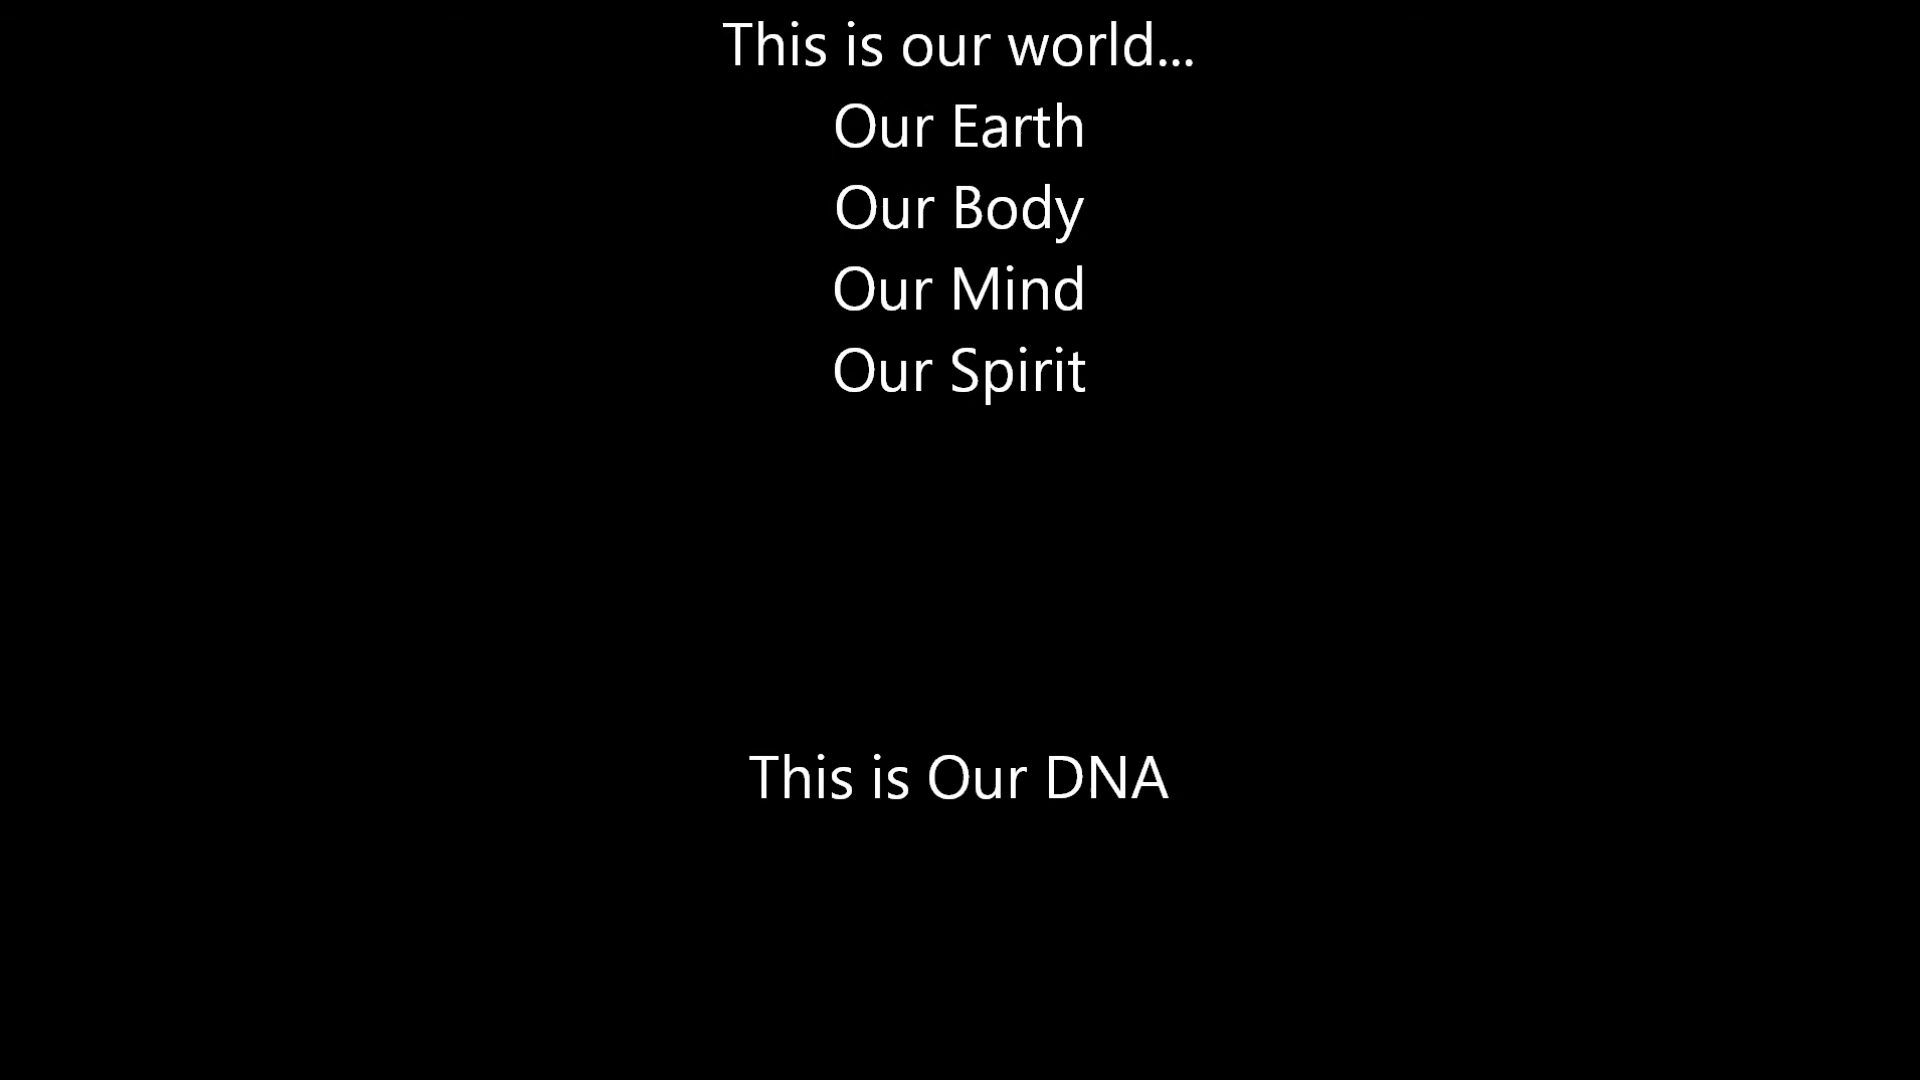 This is our world...
Our Earth
Our Body
Our Mind
Our Spirit
This is Our DNA